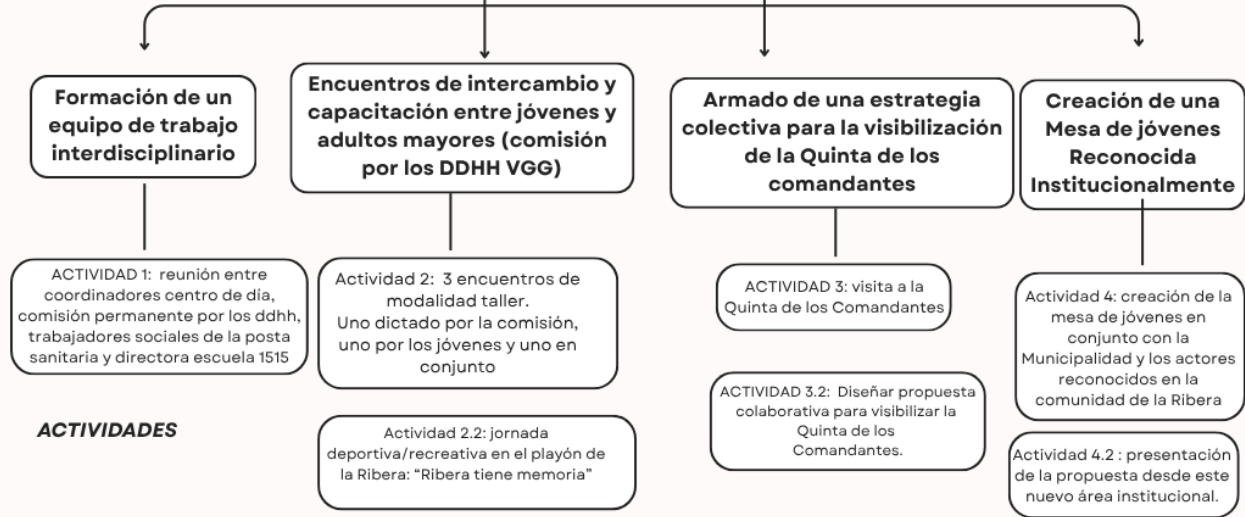 Formación de un
equipo de trabajo
interdisciplinario
Encuentros de intercambio y
capacitación entre jóvenes y
adultos mayores (comisión
por los DDHH VGG)
Armado de una estrategia
colectiva para la visibilización
de la Quinta de los
comandantes
Creación de una
Mesa de jóvenes
Reconocida
Institucionalmente
ACTIVIDAD 1: reunión entre
coordinadores centro de día,
comisión permanente por los ddhh,
trabajadores sociales de la posta
sanitaria y directora escuela 1515
Actividad 2: 3 encuentros de
modalidad taller.
Uno dictado por la comisión,
uno por los jóvenes y uno en
conjunto
ACTIVIDAD 3: visita a la
Quinta de los Comandantes
Actividad 4: creación de la
mesa de jóvenes en
conjunto con la
Municipalidad y los actores
reconocidos en la
comunidad de la Ribera
ACTIVIDADES
Actividad 2.2: jornada
deportiva/recreativa en el playón de
la Ribera: “Ribera tiene memoria”
ACTIVIDAD 3.2: Diseñar propuesta
colaborativa para visibilizar la
Quinta de los
Comandantes.
Actividad 4.2 : presentación
de la propuesta desde este
nuevo área institucional.